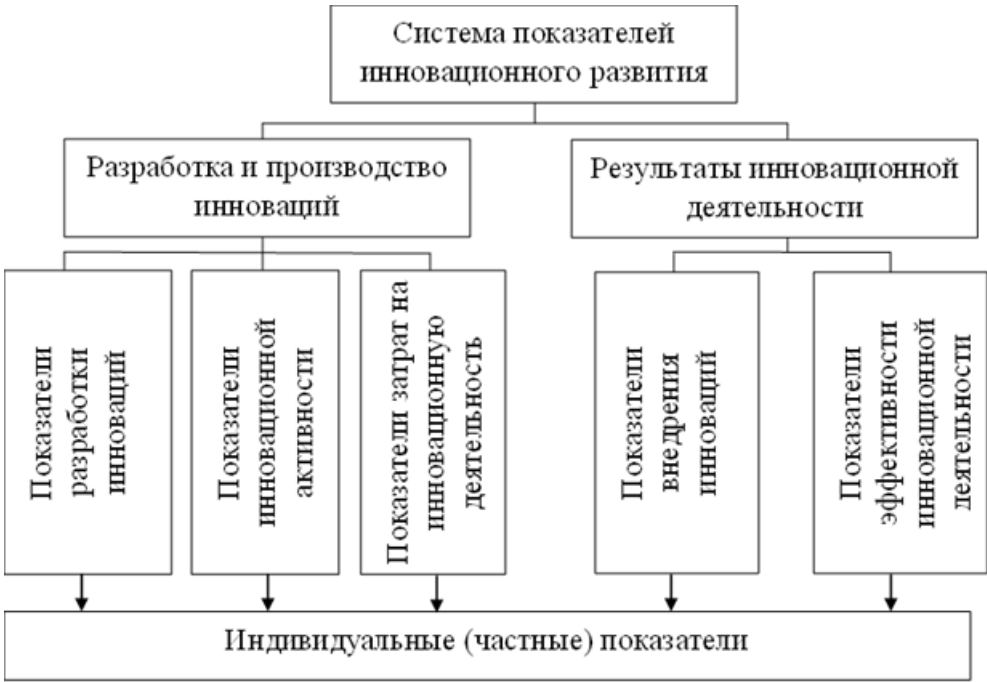 Система показателей
инновационного развития
Разработка и производство
инноваций
Результаты инновационной
деятельности
Показатели
разработки
инноваций
Показатели
инновационной
активности
Показатели затрат на
инновационную
деятельность
Показатели
внедрения
инноваций
Показатели
эффективности
инновационной
деятельности
Индивидуальные (частные) показатели